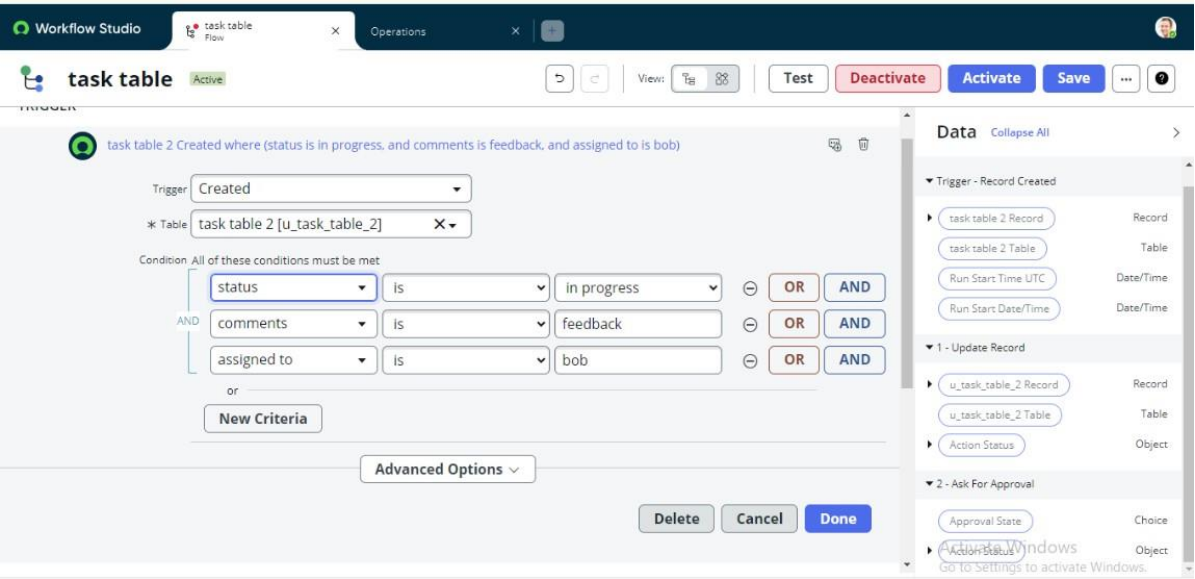 Workflow Studio
task table
Flow
Operations
task table Active
View:
Test
Deactivate
Activate
Save
TRIGGER
task table 2 Created where (status is in progress, and comments is feedback, and assigned to is bob)
Trigger Created
* Table task table 2 [u_task_table_2]
Condition All of these conditions must be met
status is in progress OR AND
AND comments is feedback OR AND
assigned to is bob OR AND
or
New Criteria
Advanced Options
Delete Cancel Done
Data Collapse All
Trigger - Record Created
task table 2 Record Record
task table 2 Table Table
Run Start Time UTC Date/Time
Run Start Date/Time Date/Time
1 - Update Record
u_task_table_2 Record Record
u_task_table_2 Table Table
Action Status Object
2 - Ask For Approval
Approval State Choice
Action Status Object
Activate Windows
Go to Settings to activate Windows.